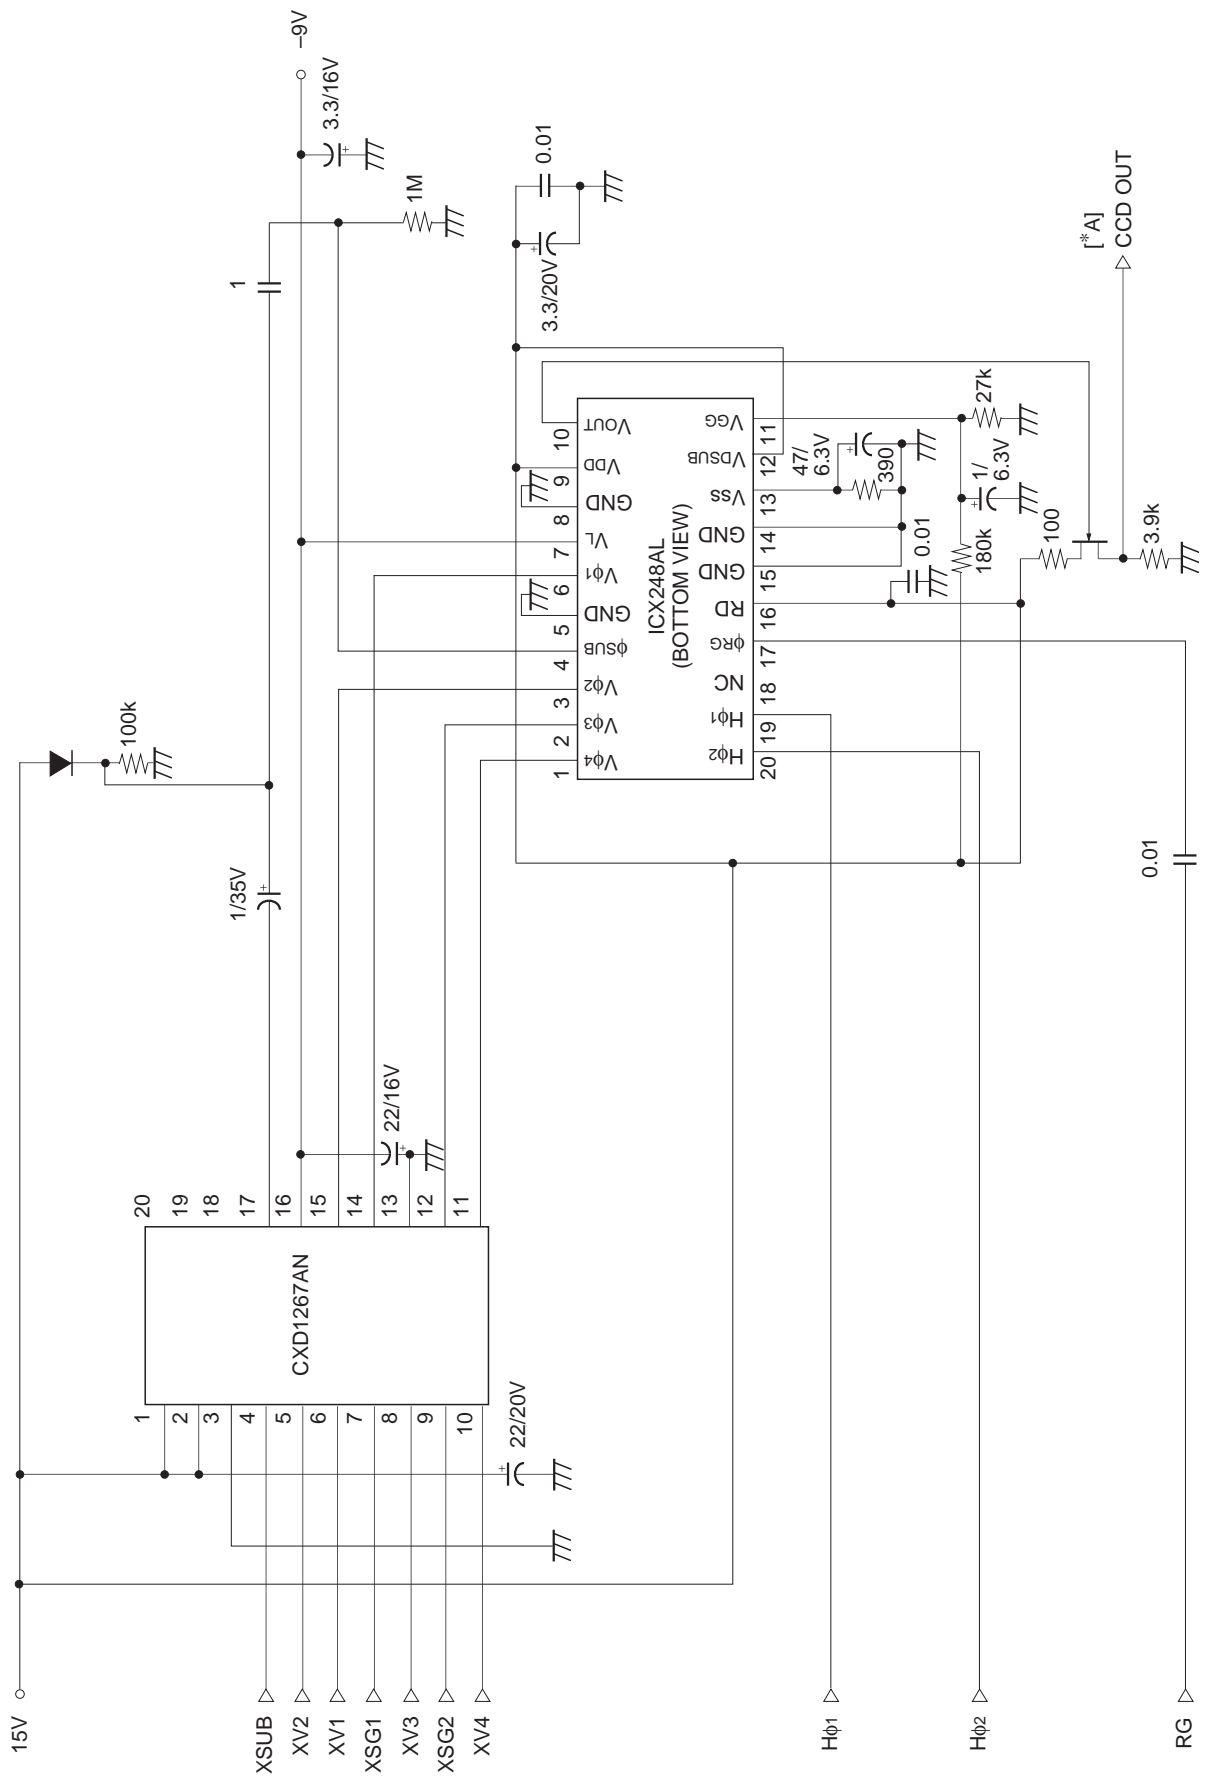 15V
100k
1/35V
1
–9V
3.3/16V
1M
CXD1267AN
1
2
3
4
5
6
7
8
9
10
20
19
18
17
16
15
14
13
12
11
22/20V
22/16V
XSUB
XV2
XV1
XSG1
XV3
XSG2
XV4
3.3/20V
0.01
1
2
3
4
5
6
7
8
9
10
Vϕ4
Vϕ3
Vϕ2
ϕSUB
GND
Vϕ1
VL
GND
VDD
VOUT
ICX248AL
(BOTTOM VIEW)
Hϕ2
Hϕ1
NC
ϕRG
RD
GND
GND
VSS
VDSUB
VGG
20
19
18
17
16
15
14
13
12
11
47/
6.3V
390
0.01
180k
1/
6.3V
27k
100
3.9k
[*A]
CCD OUT
0.01
Hϕ1
Hϕ2
RG